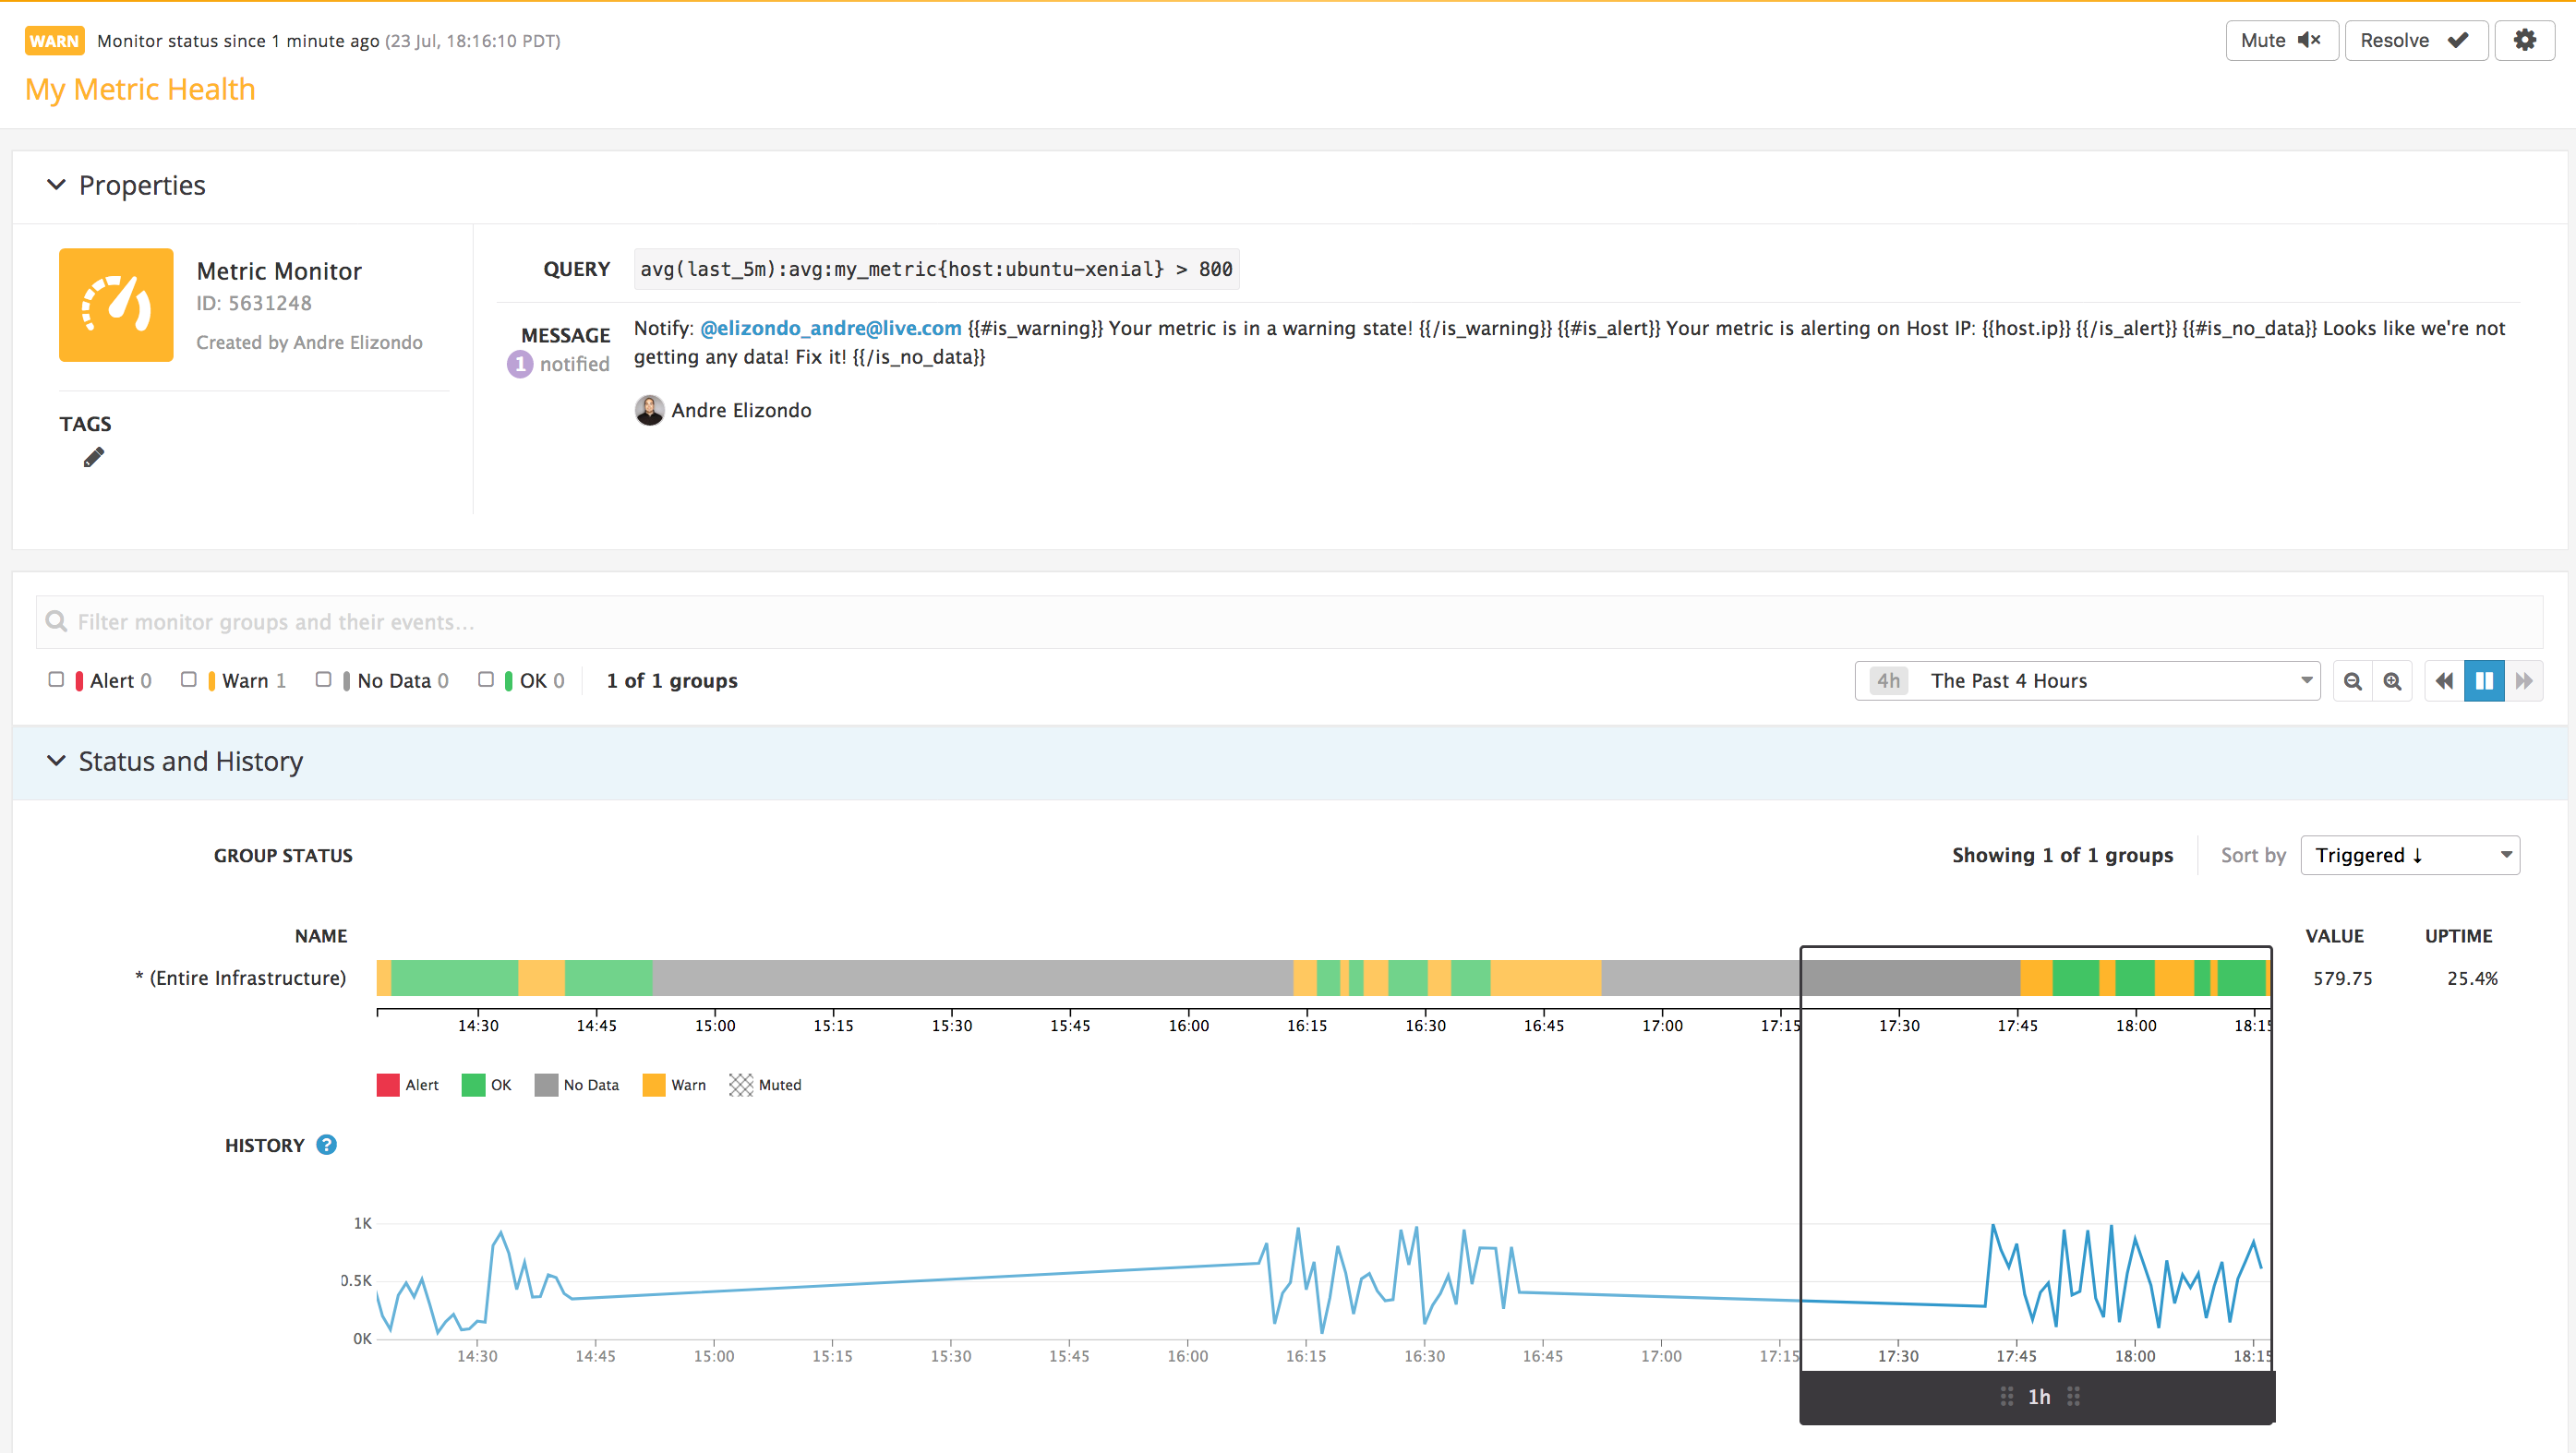 WARN Monitor status since 1 minute ago (23 Jul, 18:16:10 PDT)
Mute Resolve
My Metric Health
Properties
Metric Monitor
ID: 5631248
Created by Andre Elizondo
TAGS
QUERY avg(last_5m):avg:my_metric{host:ubuntu-xenial} > 800
MESSAGE
1 notified
Notify: @elizondo_andre@live.com {{#is_warning}} Your metric is in a warning state! {{/is_warning}} {{#is_alert}} Your metric is alerting on Host IP: {{host.ip}} {{/is_alert}} {{#is_no_data}} Looks like we're not
getting any data! Fix it! {{/is_no_data}}
Andre Elizondo
Filter monitor groups and their events...
Alert 0 Warn 1 No Data 0 OK 0 1 of 1 groups
4h The Past 4 Hours
Status and History
GROUP STATUS
Showing 1 of 1 groups Sort by Triggered ↓
NAME VALUE UPTIME
* (Entire Infrastructure) 579.75 25.4%
14:30 14:45 15:00 15:15 15:30 15:45 16:00 16:15 16:30 16:45 17:00 17:15 17:30 17:45 18:00 18:15
Alert OK No Data Warn Muted
HISTORY ?
1K
0.5K
0K
14:30 14:45 15:00 15:15 15:30 15:45 16:00 16:15 16:30 16:45 17:00 17:15 17:30 17:45 18:00 18:15
1h